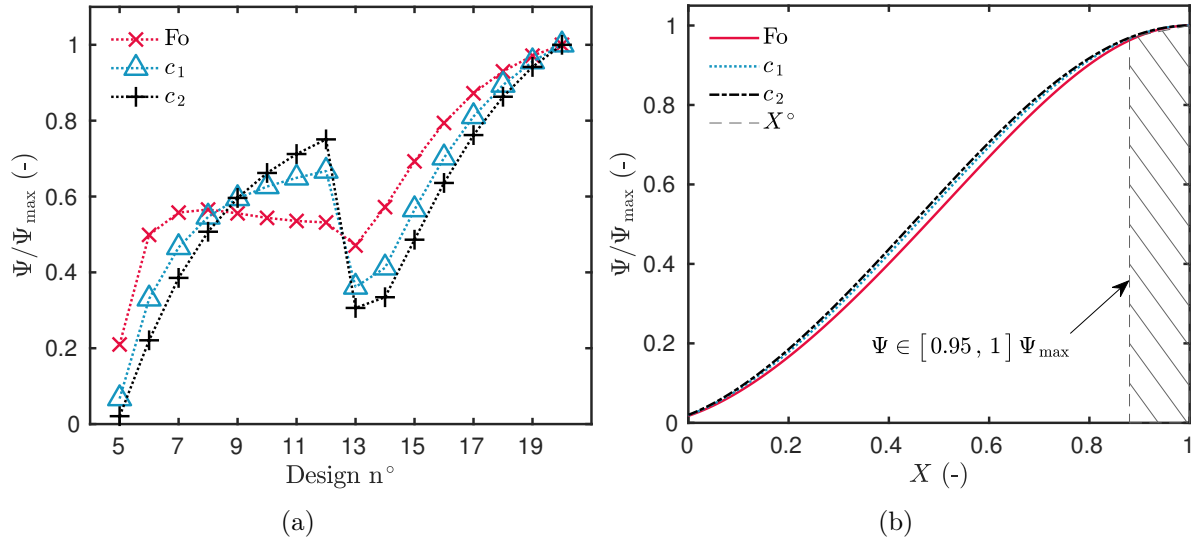 Ψ/Ψmax (-)
1
0.8
0.6
0.4
0.2
0
Fo
c₁
c₂
5 7 9 11 13 15 17 19
Design n°
(a)
Ψ/Ψmax (-)
1
0.8
0.6
0.4
0.2
0
Fo
c₁
c₂
X°
Ψ ∈ [0.95 , 1] Ψmax
0 0.2 0.4 0.6 0.8 1
X (-)
(b)